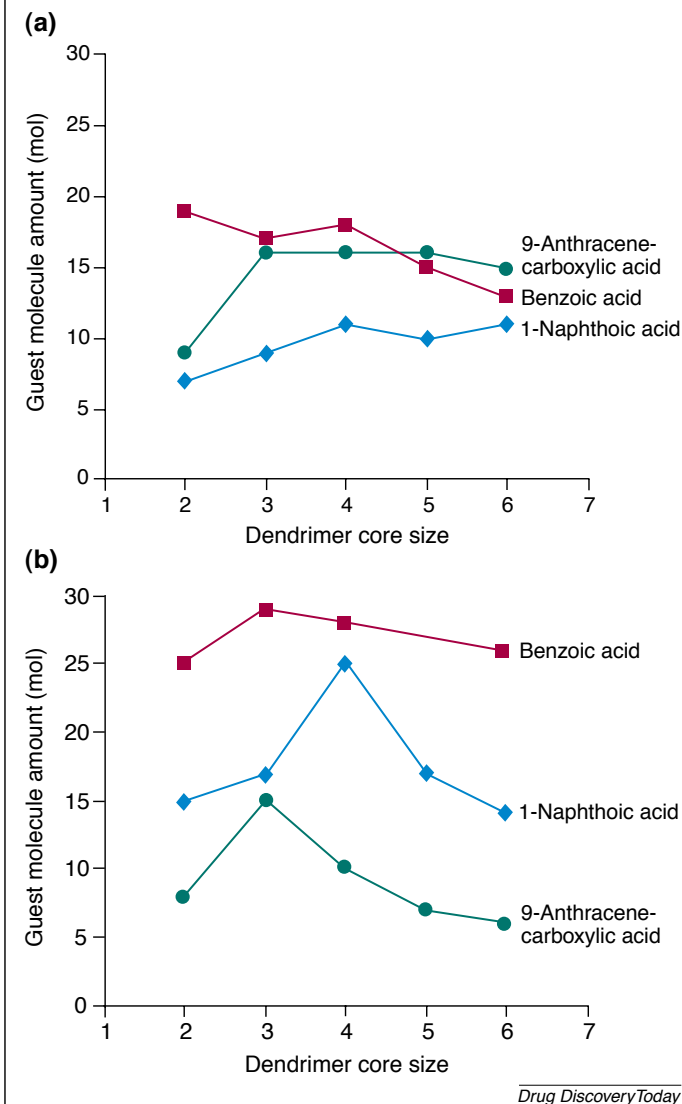 (a)
30
25
20
15
10
5
0
Guest molecule amount (mol)
9-Anthracene-
carboxylic acid
Benzoic acid
1-Naphthoic acid
1 2 3 4 5 6 7
Dendrimer core size
(b)
30
25
20
15
10
5
0
Guest molecule amount (mol)
Benzoic acid
1-Naphthoic acid
9-Anthracene-
carboxylic acid
1 2 3 4 5 6 7
Dendrimer core size
Drug Discovery Today